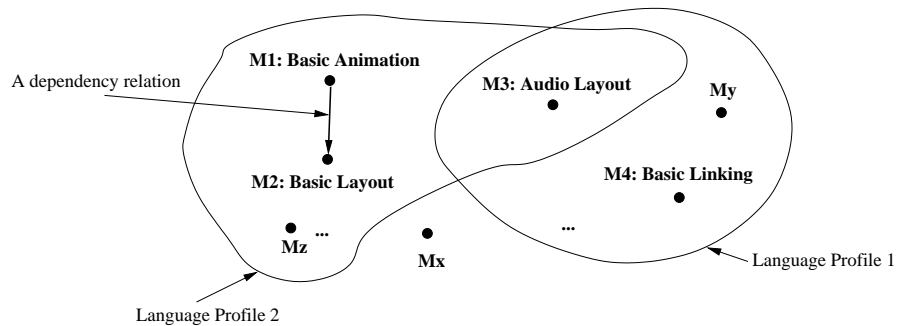 M1: Basic Animation
A dependency relation
M3: Audio Layout
My
M2: Basic Layout
M4: Basic Linking
Mz
...
Mx
...
Language Profile 1
Language Profile 2